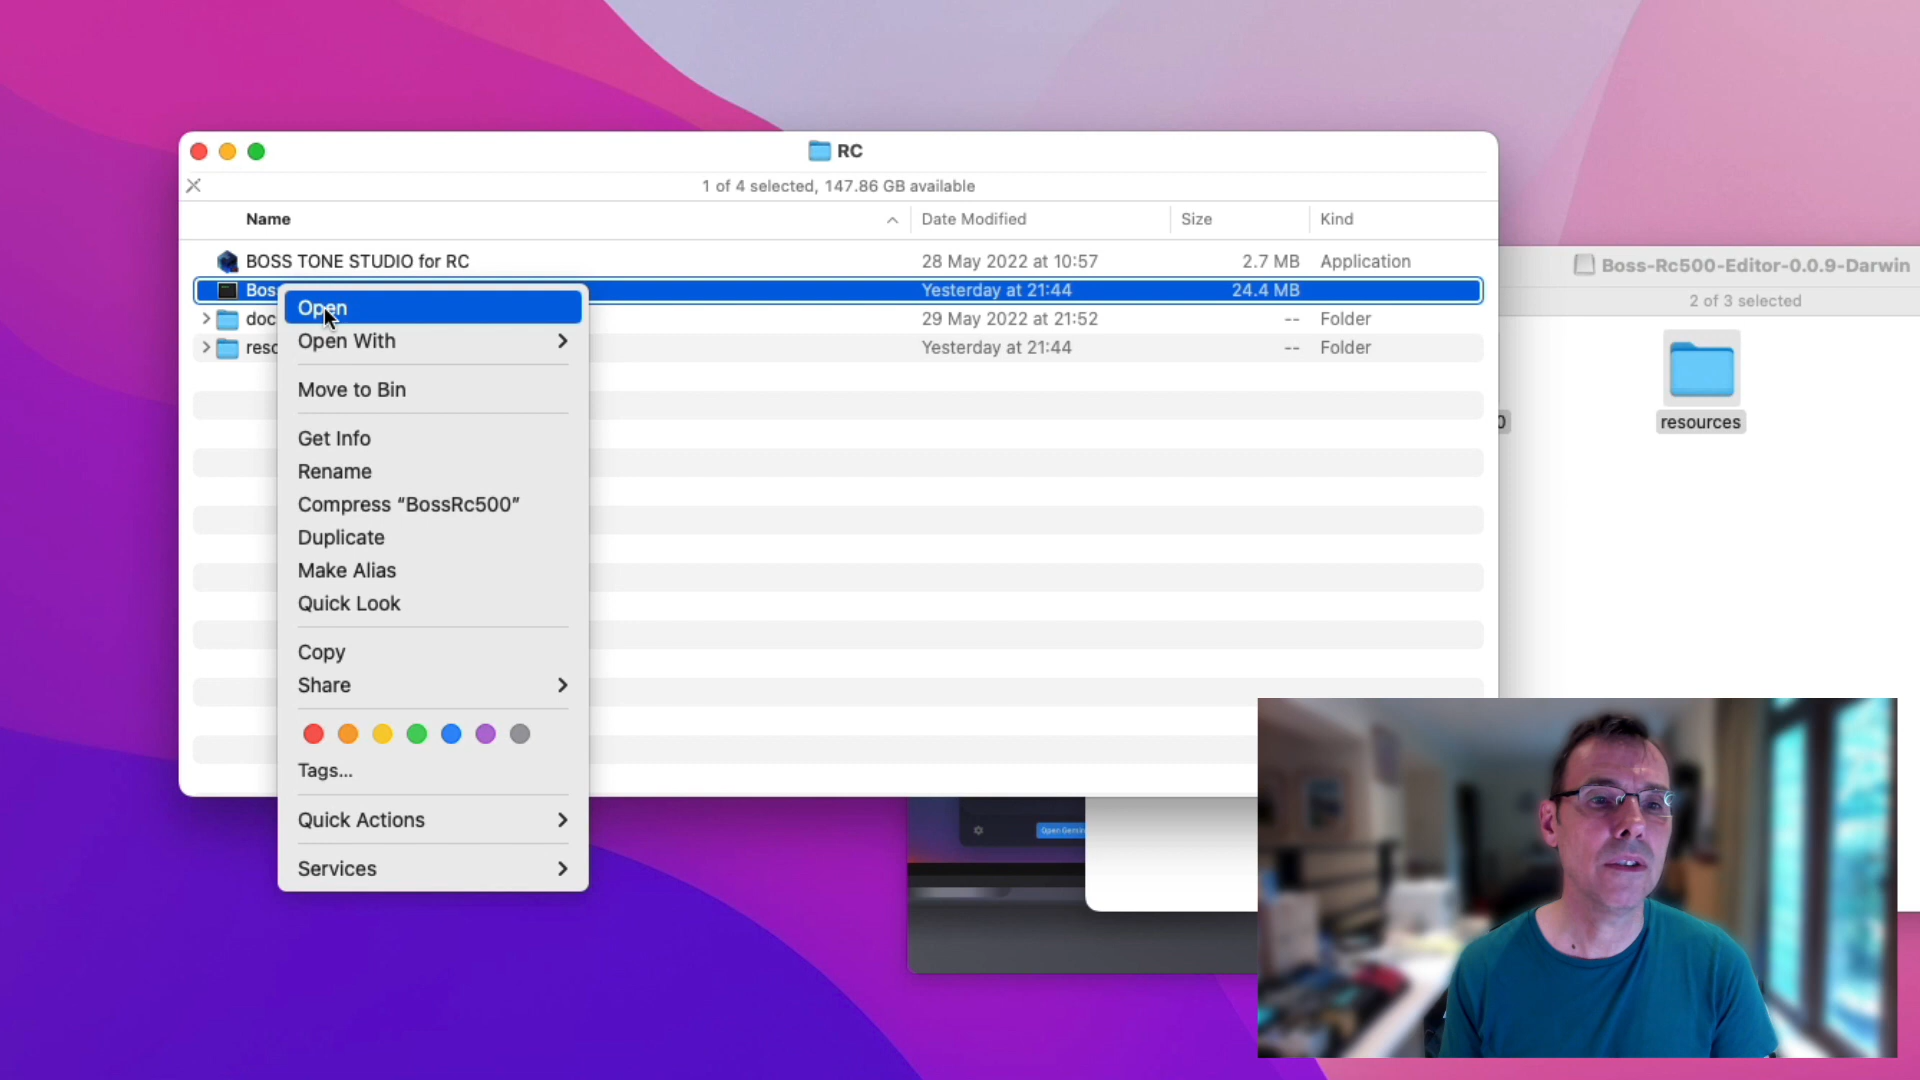 RC
1 of 4 selected, 147.86 GB available
Name Date Modified Size Kind
BOSS TONE STUDIO for RC 28 May 2022 at 10:57 2.7 MB Application
Bos Yesterday at 21:44 24.4 MB
doc 29 May 2022 at 21:52 -- Folder
reso Yesterday at 21:44 -- Folder
Open
Open With
Move to Bin
Get Info
Rename
Compress “BossRc500”
Duplicate
Make Alias
Quick Look
Copy
Share
Tags...
Quick Actions
Services
Boss-Rc500-Editor-0.0.9-Darwin
2 of 3 selected
0
resources
Open Gemin